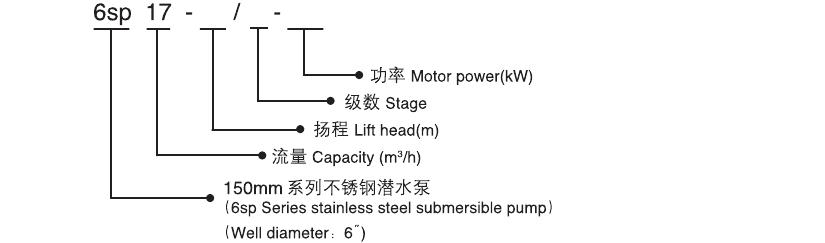 6sp 17 - _ / _ - _
功率 Motor power(kW)
级数 Stage
扬程 Lift head(m)
流量 Capacity (m³/h)
150mm 系列不锈钢潜水泵
(6sp Series stainless steel submersible pump)
(Well diameter: 6″)